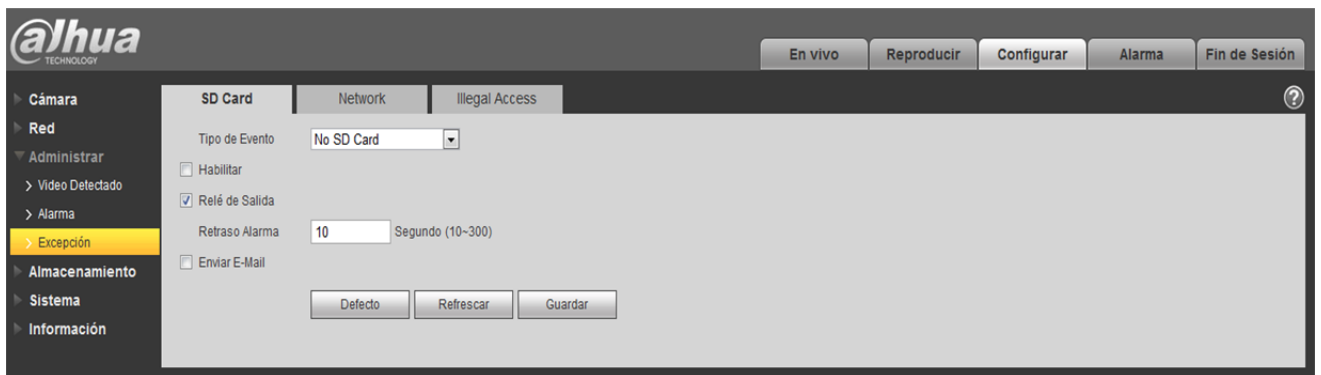 alhua
TECHNOLOGY
En vivo
Reproducir
Configurar
Alarma
Fin de Sesión
Cámara
Red
Administrar
Video Detectado
Alarma
Excepción
Almacenamiento
Sistema
Información
SD Card
Network
Illegal Access
?
Tipo de Evento No SD Card
Habilitar
Relé de Salida
Retraso Alarma 10 Segundo (10~300)
Enviar E-Mail
Defecto Refrescar Guardar